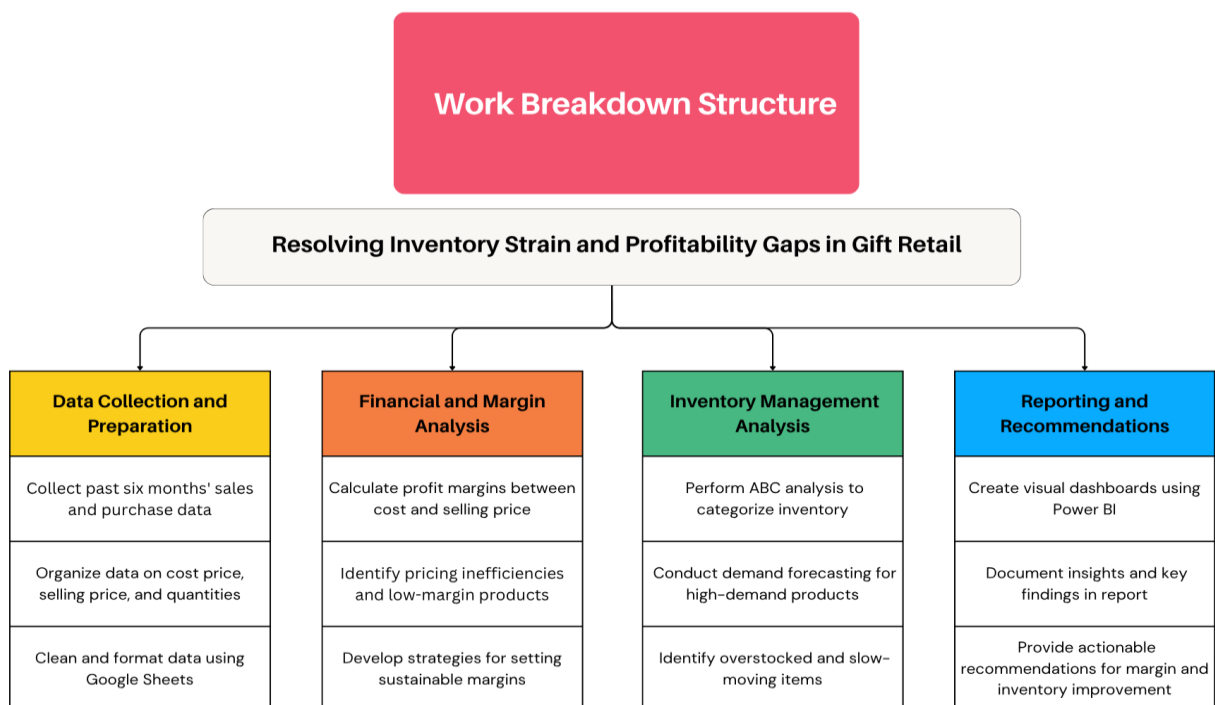 Work Breakdown Structure
Resolving Inventory Strain and Profitability Gaps in Gift Retail
Data Collection and
Preparation
Collect past six months' sales
and purchase data
Organize data on cost price,
selling price, and quantities
Clean and format data using
Google Sheets
Financial and Margin
Analysis
Calculate profit margins between
cost and selling price
Identify pricing inefficiencies
and low-margin products
Develop strategies for setting
sustainable margins
Inventory Management
Analysis
Perform ABC analysis to
categorize inventory
Conduct demand forecasting for
high-demand products
Identify overstocked and slow-
moving items
Reporting and
Recommendations
Create visual dashboards using
Power BI
Document insights and key
findings in report
Provide actionable
recommendations for margin and
inventory improvement